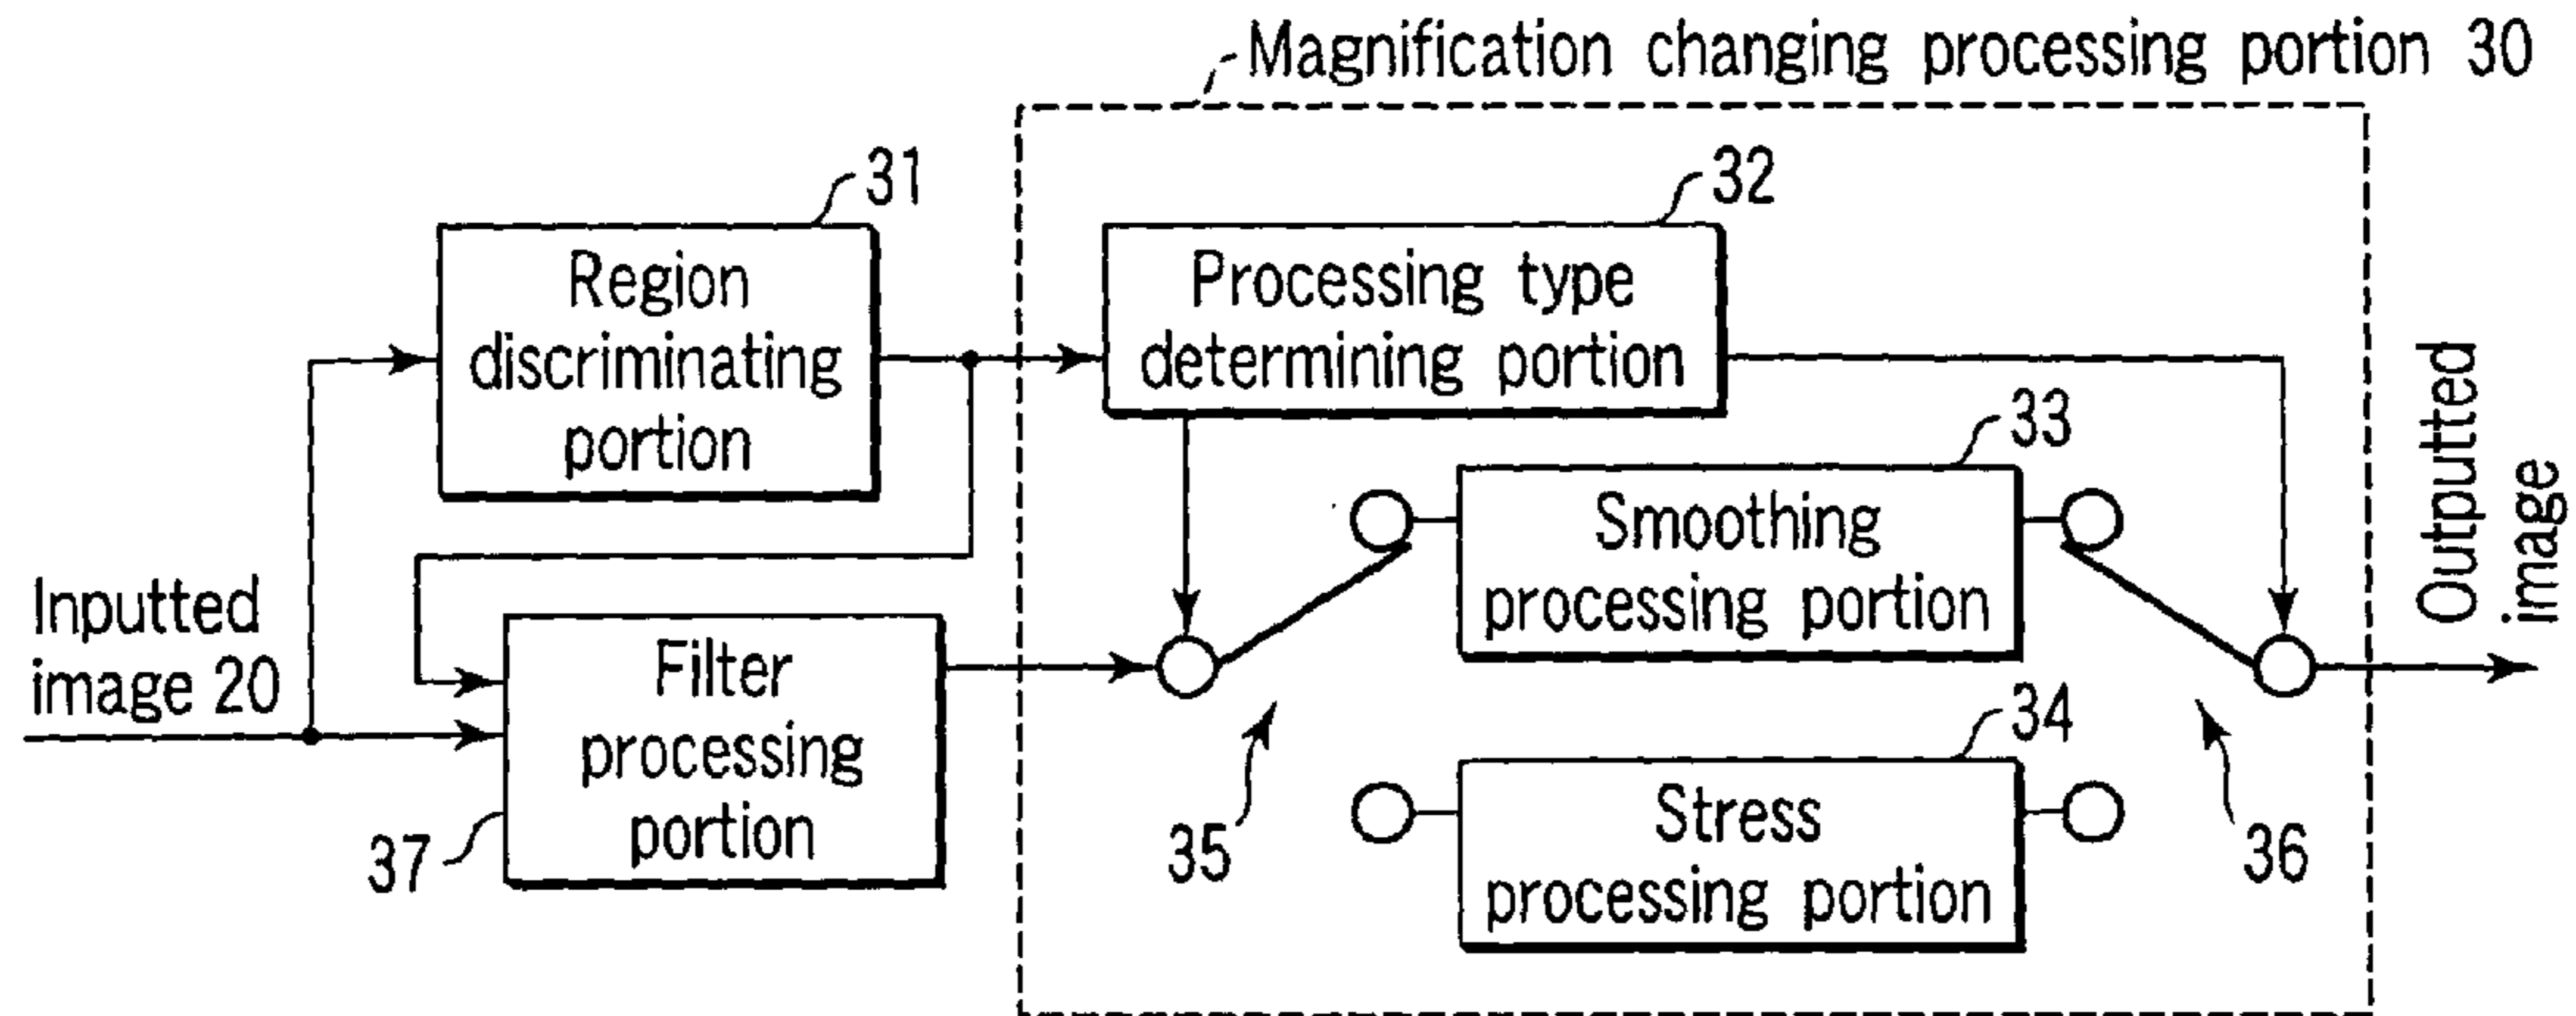 Magnification changing processing portion 30
31
Region
discriminating
portion
32
Processing type
determining portion
33
Smoothing
processing portion
Outputted
image
Inputted
image 20
Filter
processing
portion
37
35
34
Stress
processing portion
36